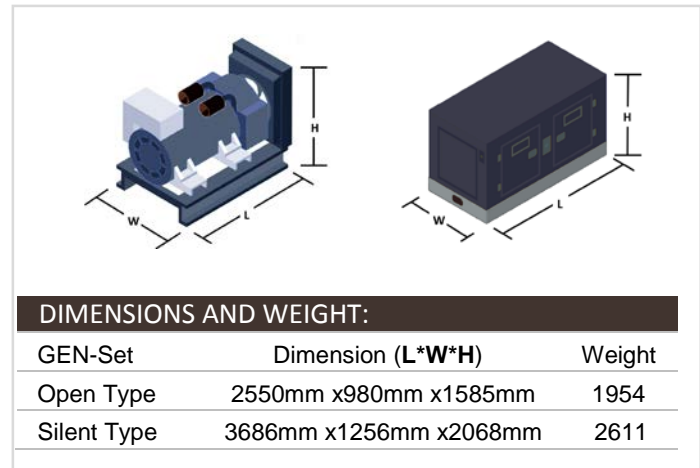 H
W
L
H
W
L
DIMENSIONS AND WEIGHT:
GEN-Set Dimension (L*W*H) Weight
Open Type 2550mm x980mm x1585mm 1954
Silent Type 3686mm x1256mm x2068mm 2611